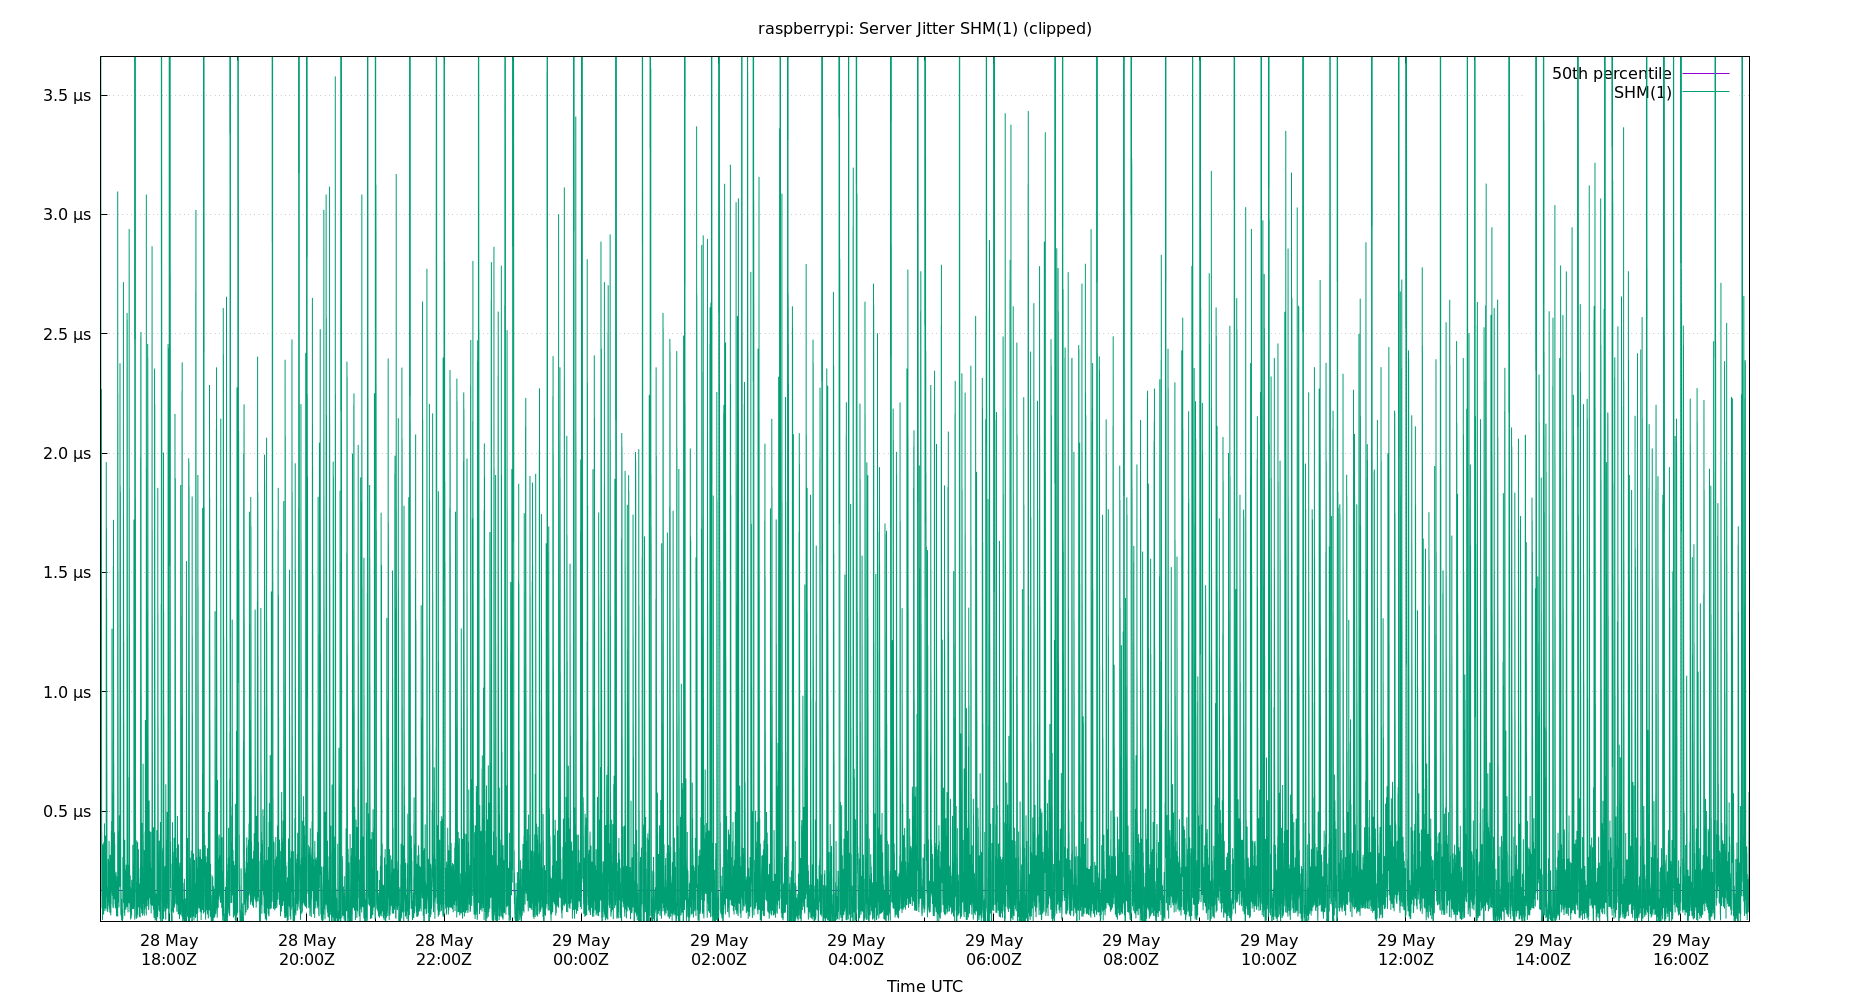 raspberrypi: Server Jitter SHM(1) (clipped)
50th percentile
SHM(1)
3.5 µs
3.0 µs
2.5 µs
2.0 µs
1.5 µs
1.0 µs
0.5 µs
28 May 28 May 28 May 29 May 29 May 29 May 29 May 29 May 29 May 29 May 29 May 29 May
18:00Z 20:00Z 22:00Z 00:00Z 02:00Z 04:00Z 06:00Z 08:00Z 10:00Z 12:00Z 14:00Z 16:00Z
Time UTC